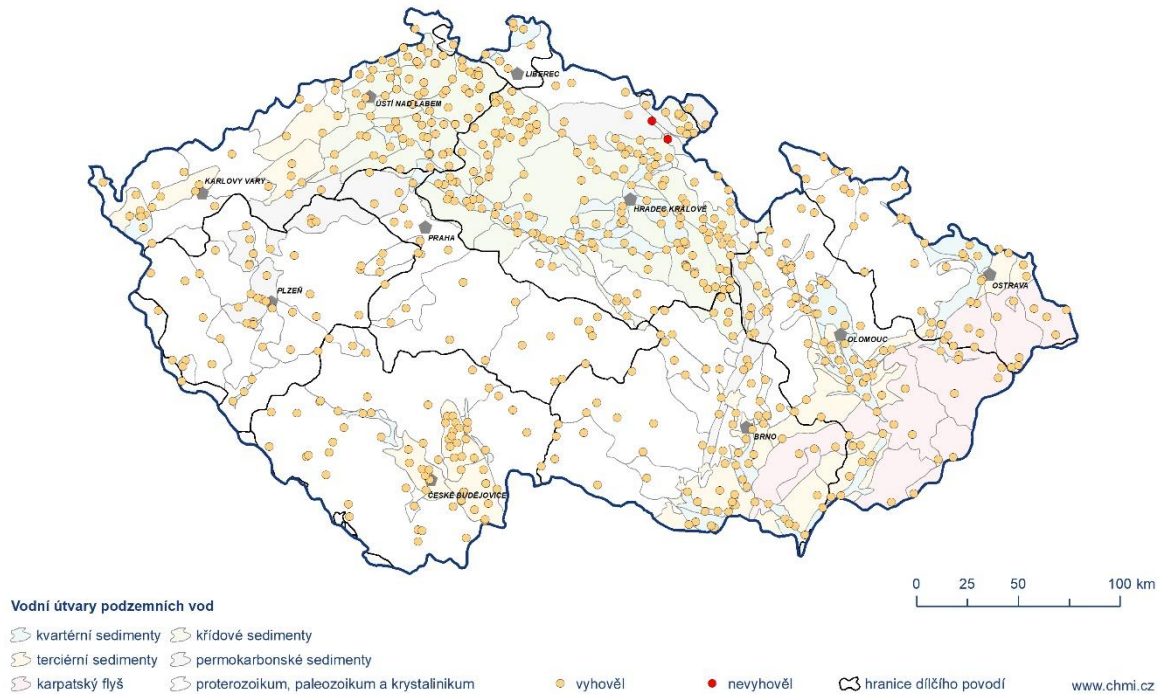 LIBEREC
ÚSTÍ NAD LABEM
KARLOVY VARY
HRADEC KRÁLOVÉ
PRAHA
PLZEŇ
OSTRAVA
OLOMOUC
BRNO
ČESKÉ BUDĚJOVICE
0 25 50 100 km
Vodní útvary podzemních vod
kvartérní sedimenty křídové sedimenty
terciérní sedimenty permokarbonské sedimenty
karpatský flyš proterozoikum, paleozoikum a krystalinikum vyhověl nevyhověl hranice dílčího povodí www.chmi.cz